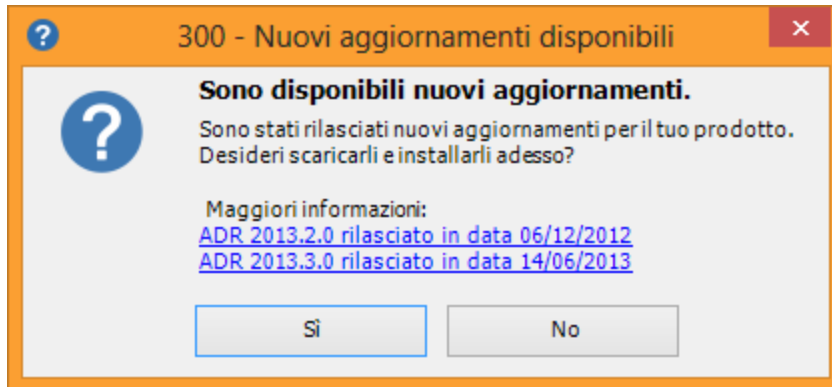 300 - Nuovi aggiornamenti disponibili
Sono disponibili nuovi aggiornamenti.
Sono stati rilasciati nuovi aggiornamenti per il tuo prodotto.
Desideri scaricarli e installarli adesso?
Maggiori informazioni:
ADR 2013.2.0 rilasciato in data 06/12/2012
ADR 2013.3.0 rilasciato in data 14/06/2013
Sì
No